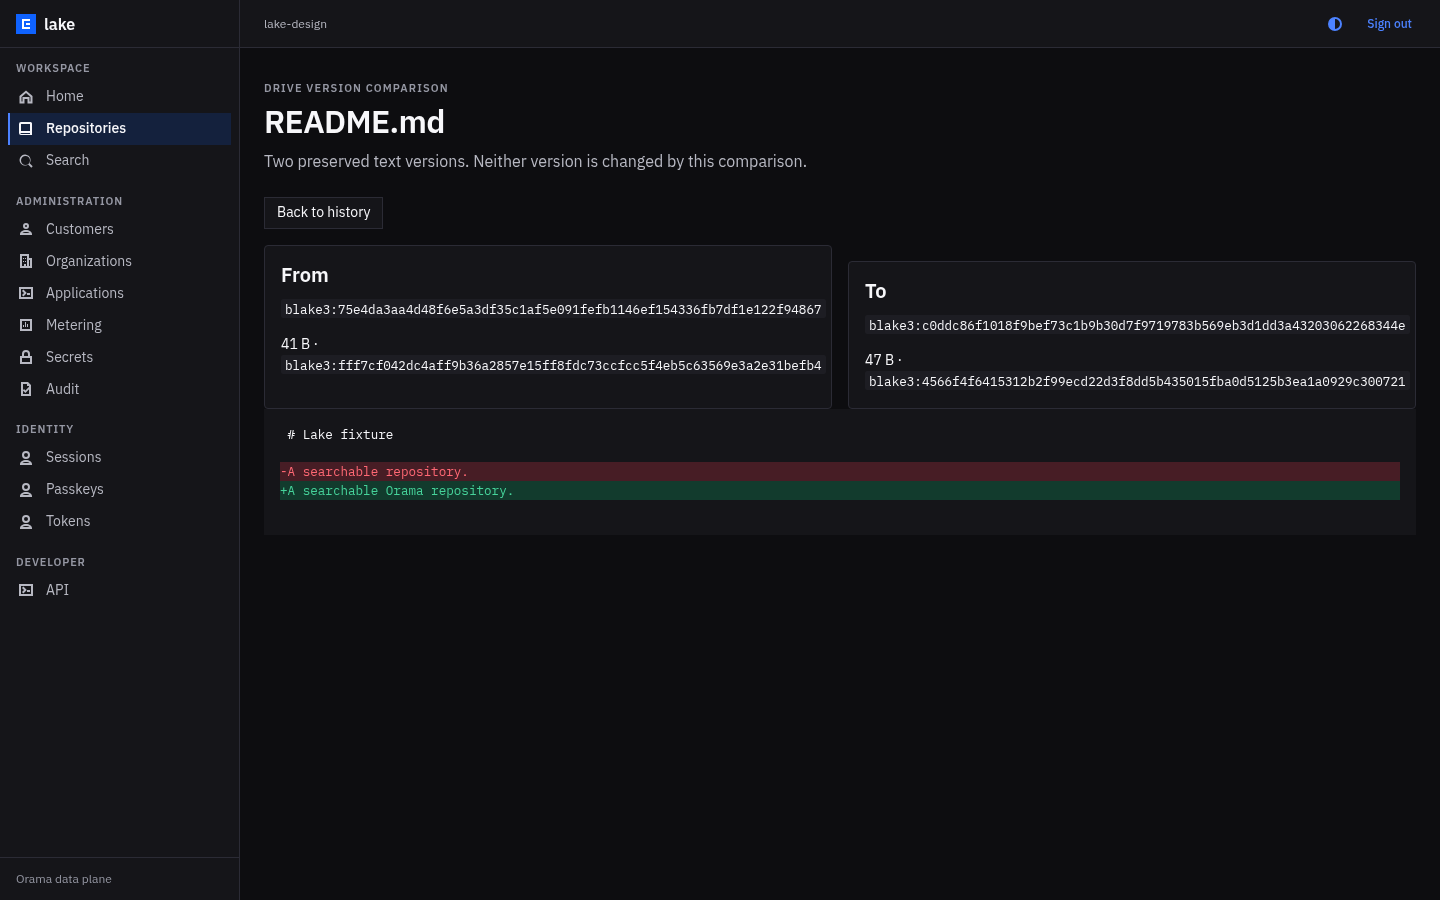 lake
lake-design
Sign out
WORKSPACE
Home
Repositories
Search
ADMINISTRATION
Customers
Organizations
Applications
Metering
Secrets
Audit
IDENTITY
Sessions
Passkeys
Tokens
DEVELOPER
API
Orama data plane
DRIVE VERSION COMPARISON
README.md
Two preserved text versions. Neither version is changed by this comparison.
Back to history
From
blake3:75e4da3aa4d48f6e5a3df35c1af5e091fefb1146ef154336fb7df1e122f94867
41 B ·
blake3:fff7cf042dc4aff9b36a2857e15ff8fdc73ccfcc5f4eb5c63569e3a2e31befb4
To
blake3:c0ddc86f1018f9bef73c1b9b30d7f9719783b569eb3d1dd3a43203062268344e
47 B ·
blake3:4566f4f6415312b2f99ecd22d3f8dd5b435015fba0d5125b3ea1a0929c300721
# Lake fixture
-A searchable repository.
+A searchable Orama repository.